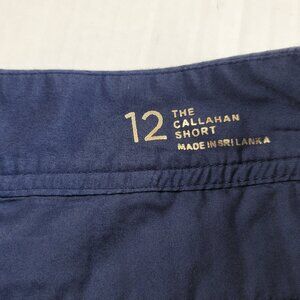 12
THE
CALLAHAN
SHORT
MADE IN SRI LANKA